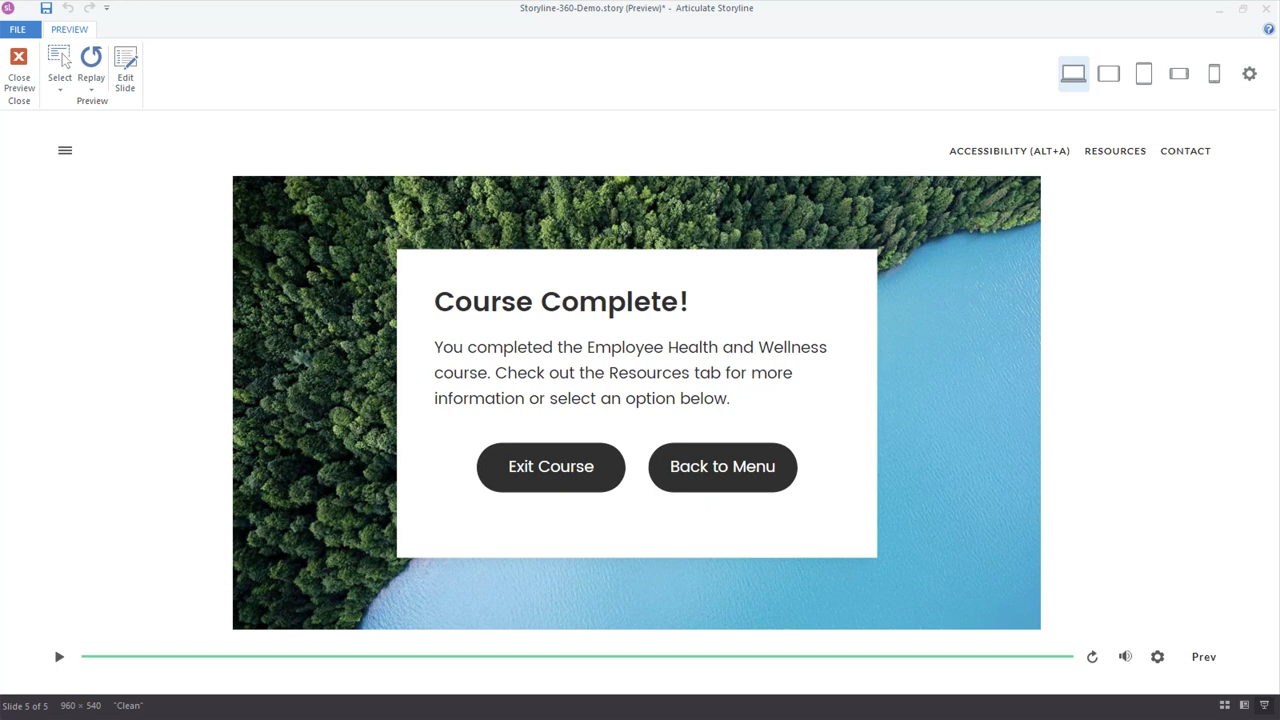 SL
Storyline-360-Demo.story (Preview)* - Articulate Storyline
FILE
PREVIEW
Close Preview
Select
Replay
Edit Slide
Close
Preview
ACCESSIBILITY (ALT+A)
RESOURCES
CONTACT
Course Complete!
You completed the Employee Health and Wellness
course. Check out the Resources tab for more
information or select an option below.
Exit Course
Back to Menu
Prev
Slide 5 of 5
960 × 540
"Clean"